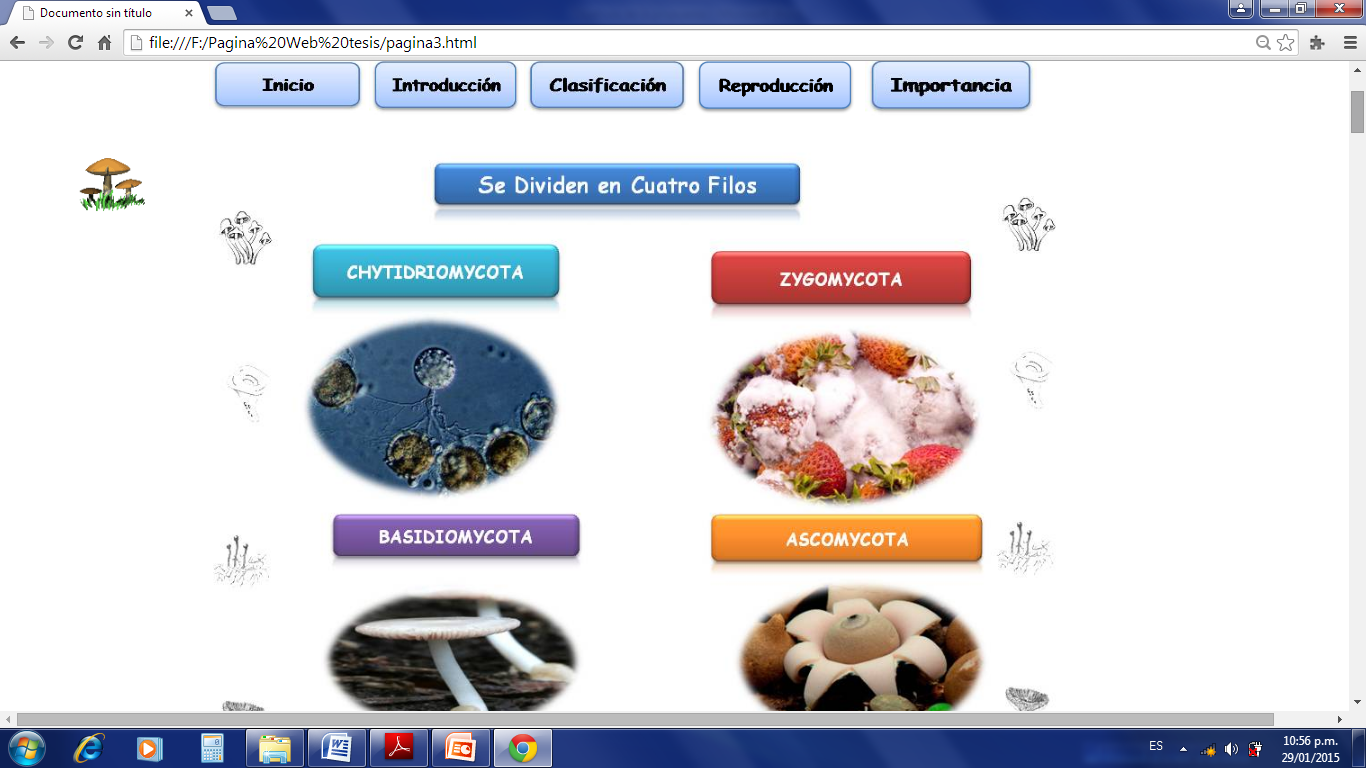 Documento sin título
file:///F:/Pagina%20Web%20tesis/pagina3.html
Inicio
Introducción
Clasificación
Reproducción
Importancia
Se Dividen en Cuatro Filos
CHYTIDRIOMYCOTA
ZYGOMYCOTA
BASIDIOMYCOTA
ASCOMYCOTA
ES
10:56 p.m.
29/01/2015